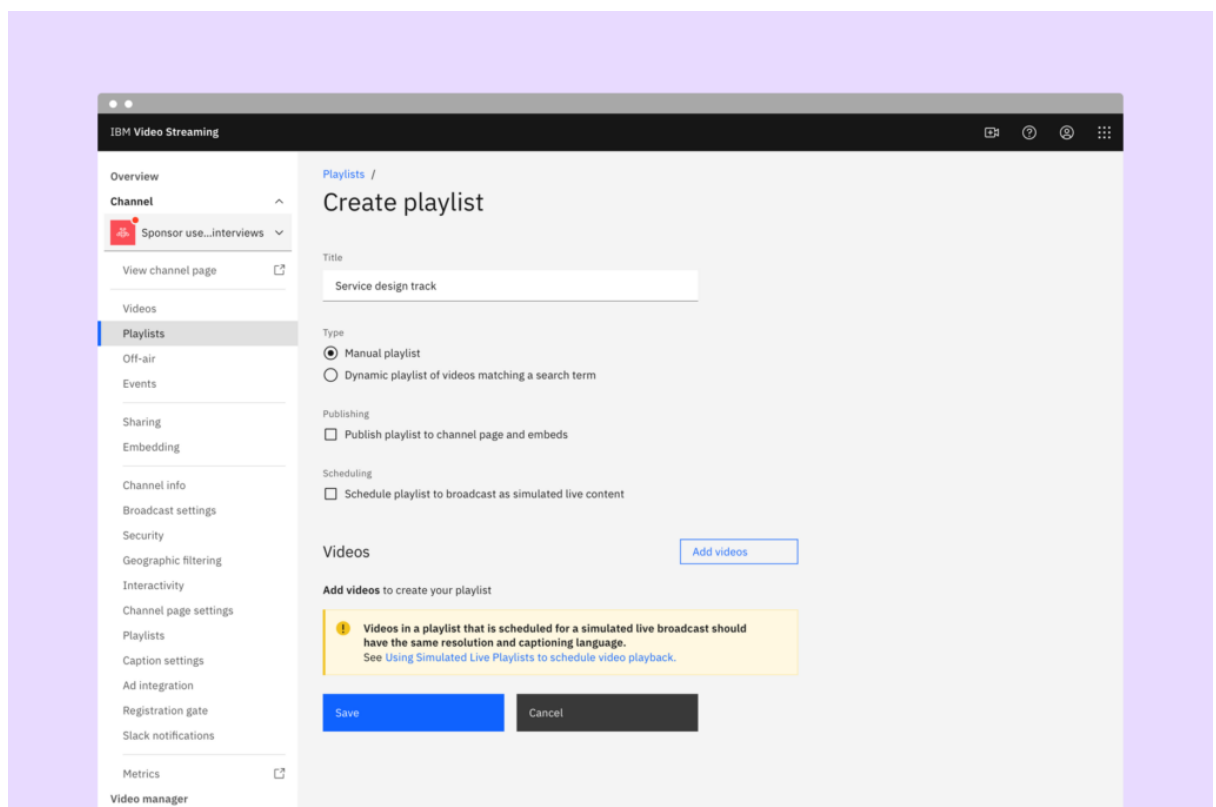 IBM Video Streaming
Overview
Channel
Sponsor use...interviews
View channel page
Videos
Playlists
Off-air
Events
Sharing
Embedding
Channel info
Broadcast settings
Security
Geographic filtering
Interactivity
Channel page settings
Playlists
Caption settings
Ad integration
Registration gate
Slack notifications
Metrics
Video manager
Playlists /
Create playlist
Title
Service design track
Type
Manual playlist
Dynamic playlist of videos matching a search term
Publishing
Publish playlist to channel page and embeds
Scheduling
Schedule playlist to broadcast as simulated live content
Videos
Add videos
Add videos to create your playlist
Videos in a playlist that is scheduled for a simulated live broadcast should
have the same resolution and captioning language.
See Using Simulated Live Playlists to schedule video playback.
Save
Cancel